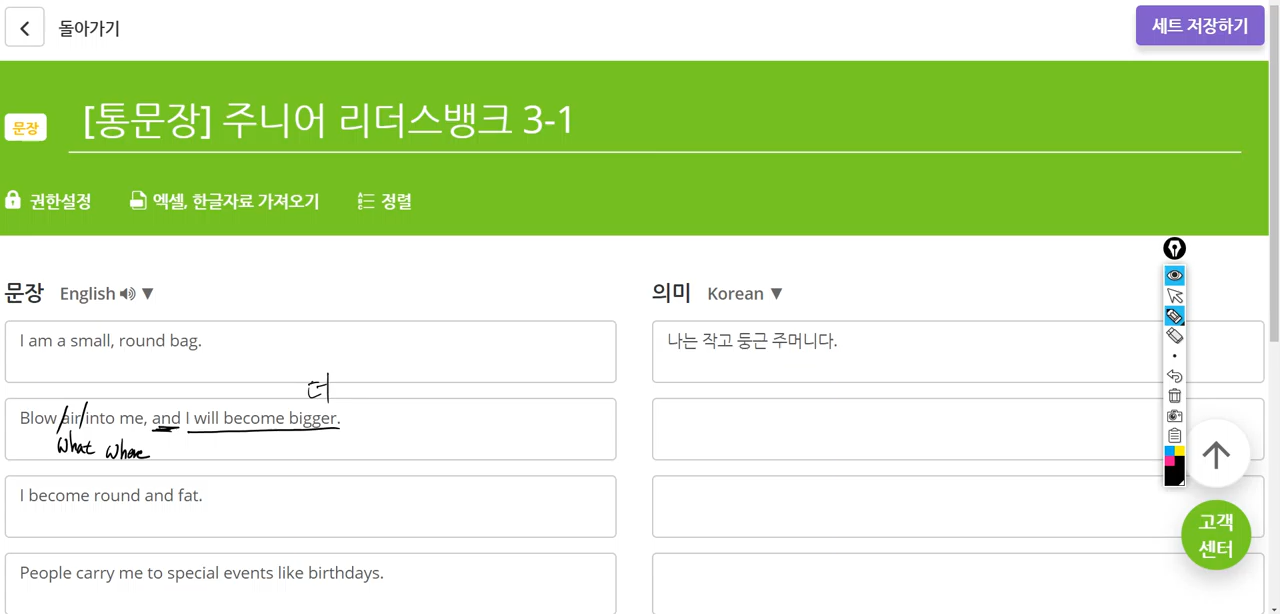 돌아가기
세트 저장하기
문장
[통문장] 주니어 리더스뱅크 3-1
권한설정
엑셀, 한글자료 가져오기
정렬
문장 English ▼
의미 Korean ▼
I am a small, round bag.
나는 작고 둥근 주머니다.
더
Blow air into me, and I will become bigger.
what where
I become round and fat.
People carry me to special events like birthdays.
고객
센터